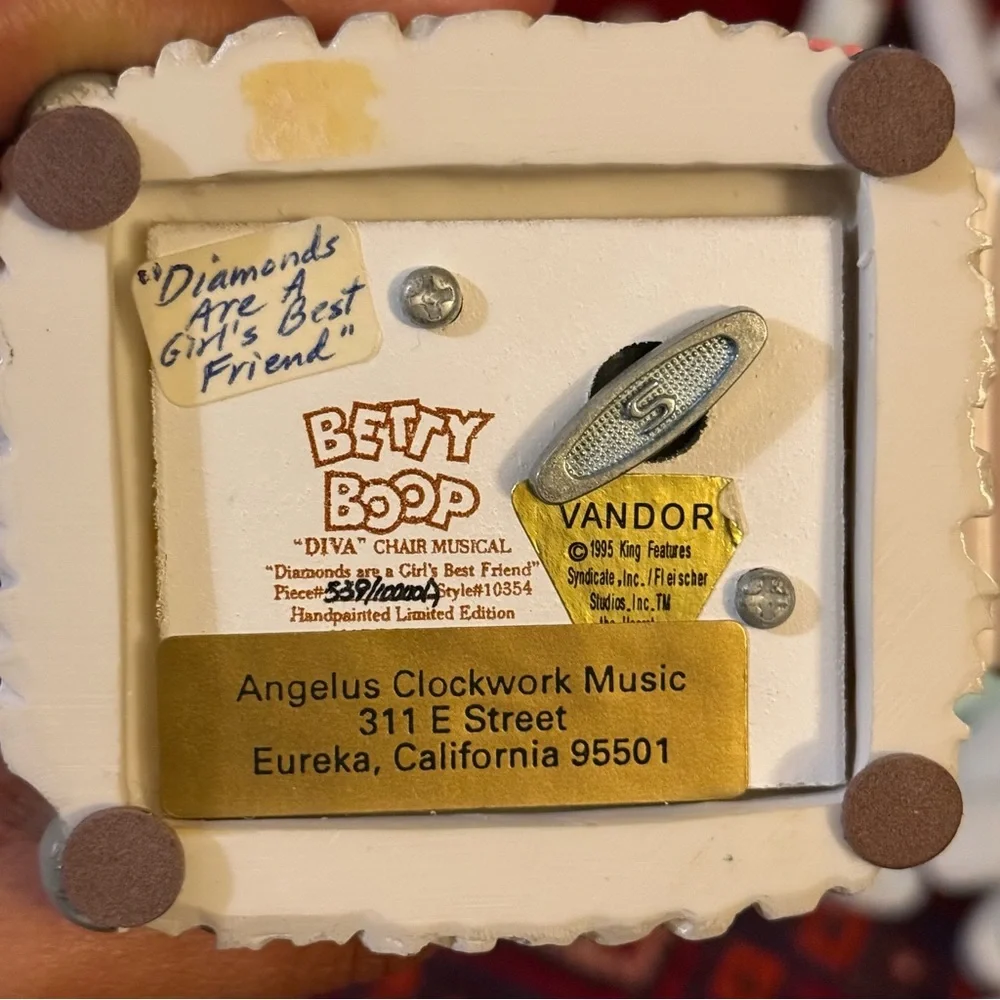 "Diamonds
Are A
Girl's Best
Friend"
S
BETTY
BOOP
"DIVA" CHAIR MUSICAL
"Diamonds are a Girl's Best Friend"
Piece# 539/10000A Style#10354
Handpainted Limited Edition
VANDOR
©1995 King Features
Syndicate, Inc./Fleischer
Studios, Inc. TM
Angelus Clockwork Music
311 E Street
Eureka, California 95501